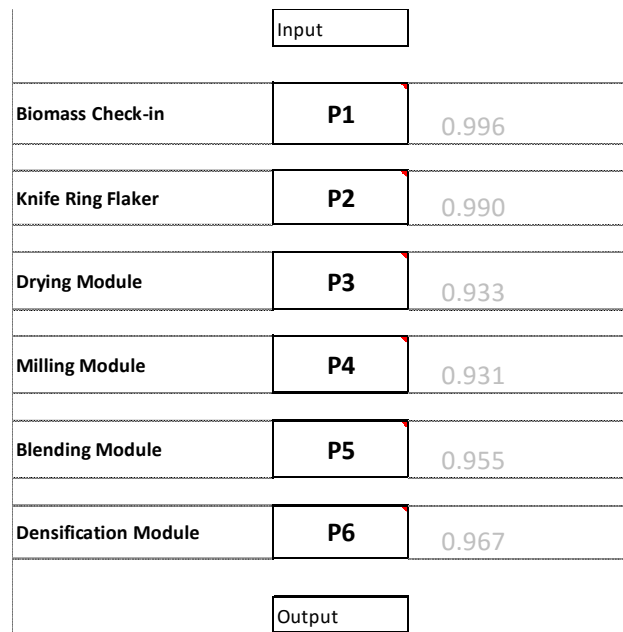 Input
Biomass Check-in P1 0.996
Knife Ring Flaker P2 0.990
Drying Module P3 0.933
Milling Module P4 0.931
Blending Module P5 0.955
Densification Module P6 0.967
Output